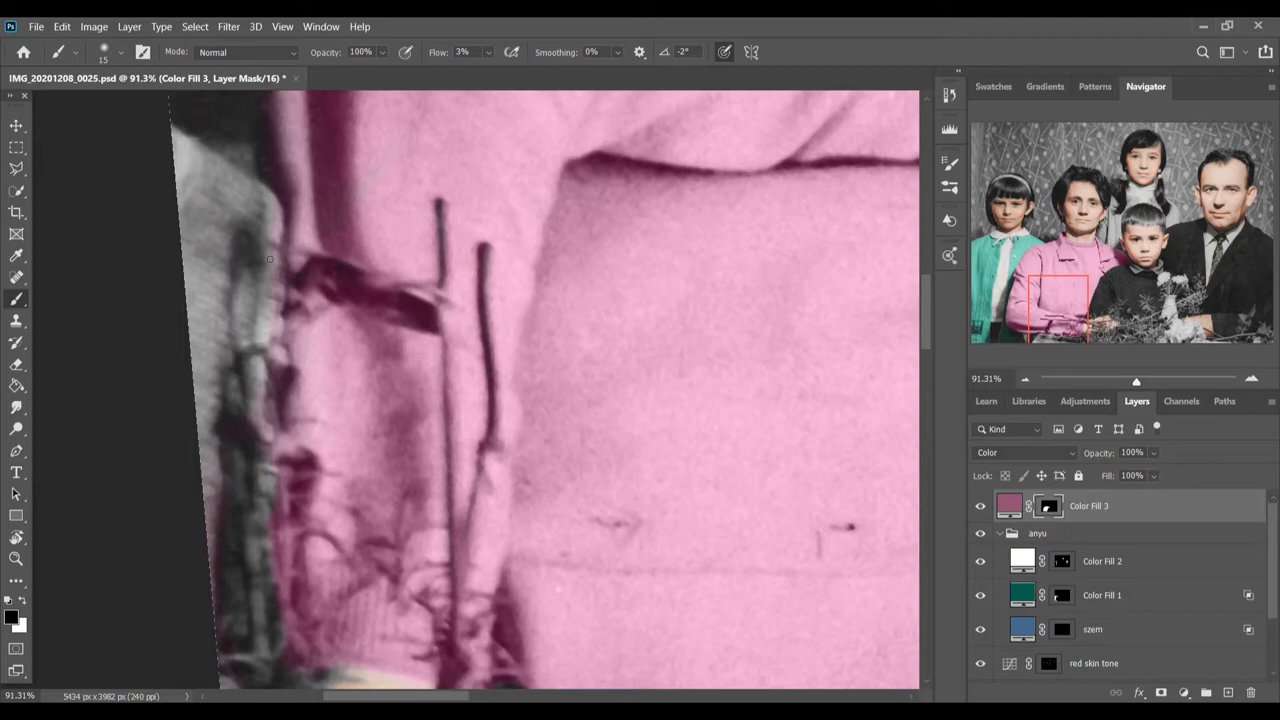 Ps File Edit Image Layer Type Select Filter 3D View Window Help
15 Mode: Normal Opacity: 100% Flow: 3% Smoothing: 0% -2°
IMG_20201208_0025.psd @ 91.3% (Color Fill 3, Layer Mask/16) *
Swatches Gradients Patterns Navigator
91.31%
Learn Libraries Adjustments Layers Channels Paths
Kind
Color Opacity: 100%
Lock: Fill: 100%
Color Fill 3
anyu
Color Fill 2
Color Fill 1
szem
red skin tone
91.31% 5434 px x 3982 px (240 ppi)